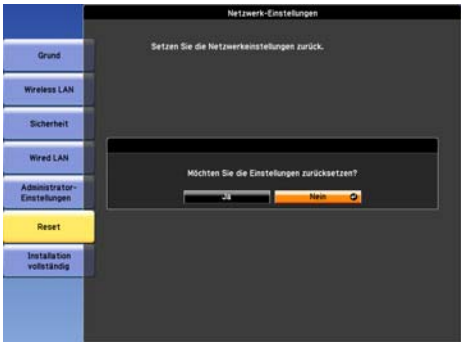 Netzwerk-Einstellungen
Setzen Sie die Netzwerkeinstellungen zurück.
Grund
Wireless LAN
Sicherheit
Wired LAN
Administrator-
Einstellungen
Reset
Installation
vollständig
Möchten Sie die Einstellungen zurücksetzen?
Ja
Nein